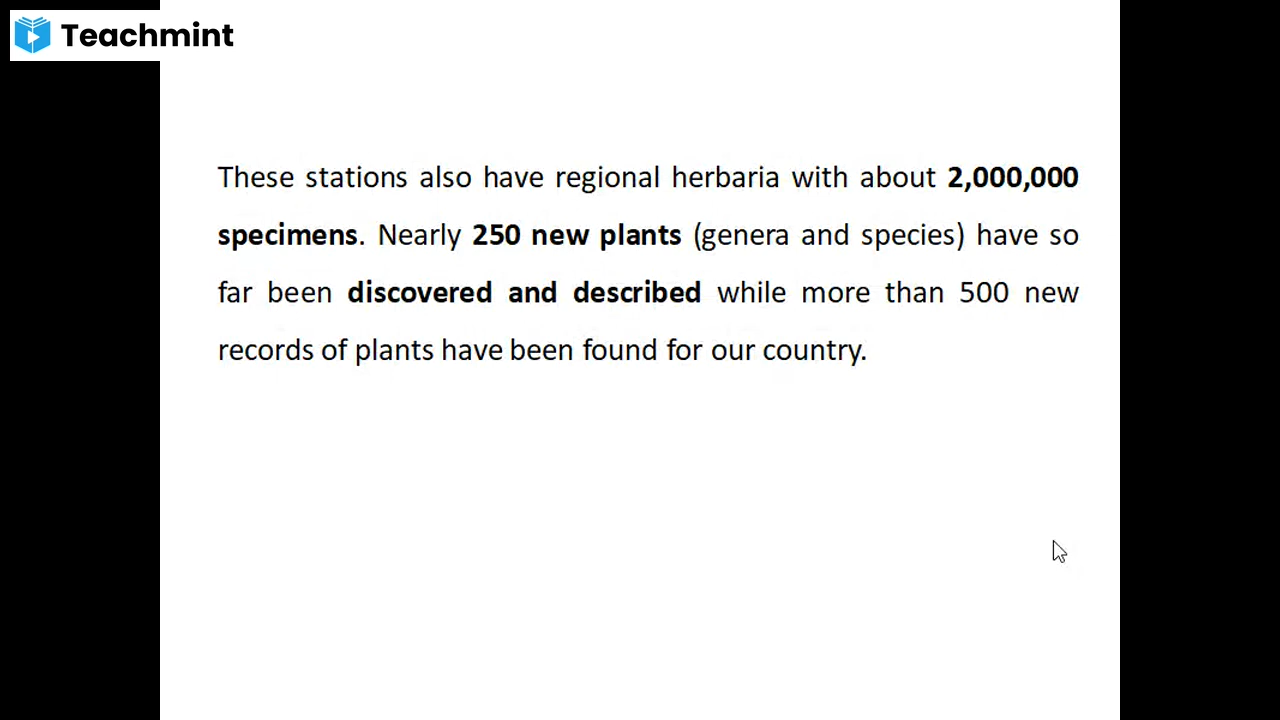 Teachmint
These stations also have regional herbaria with about 2,000,000
specimens. Nearly 250 new plants (genera and species) have so
far been discovered and described while more than 500 new
records of plants have been found for our country.